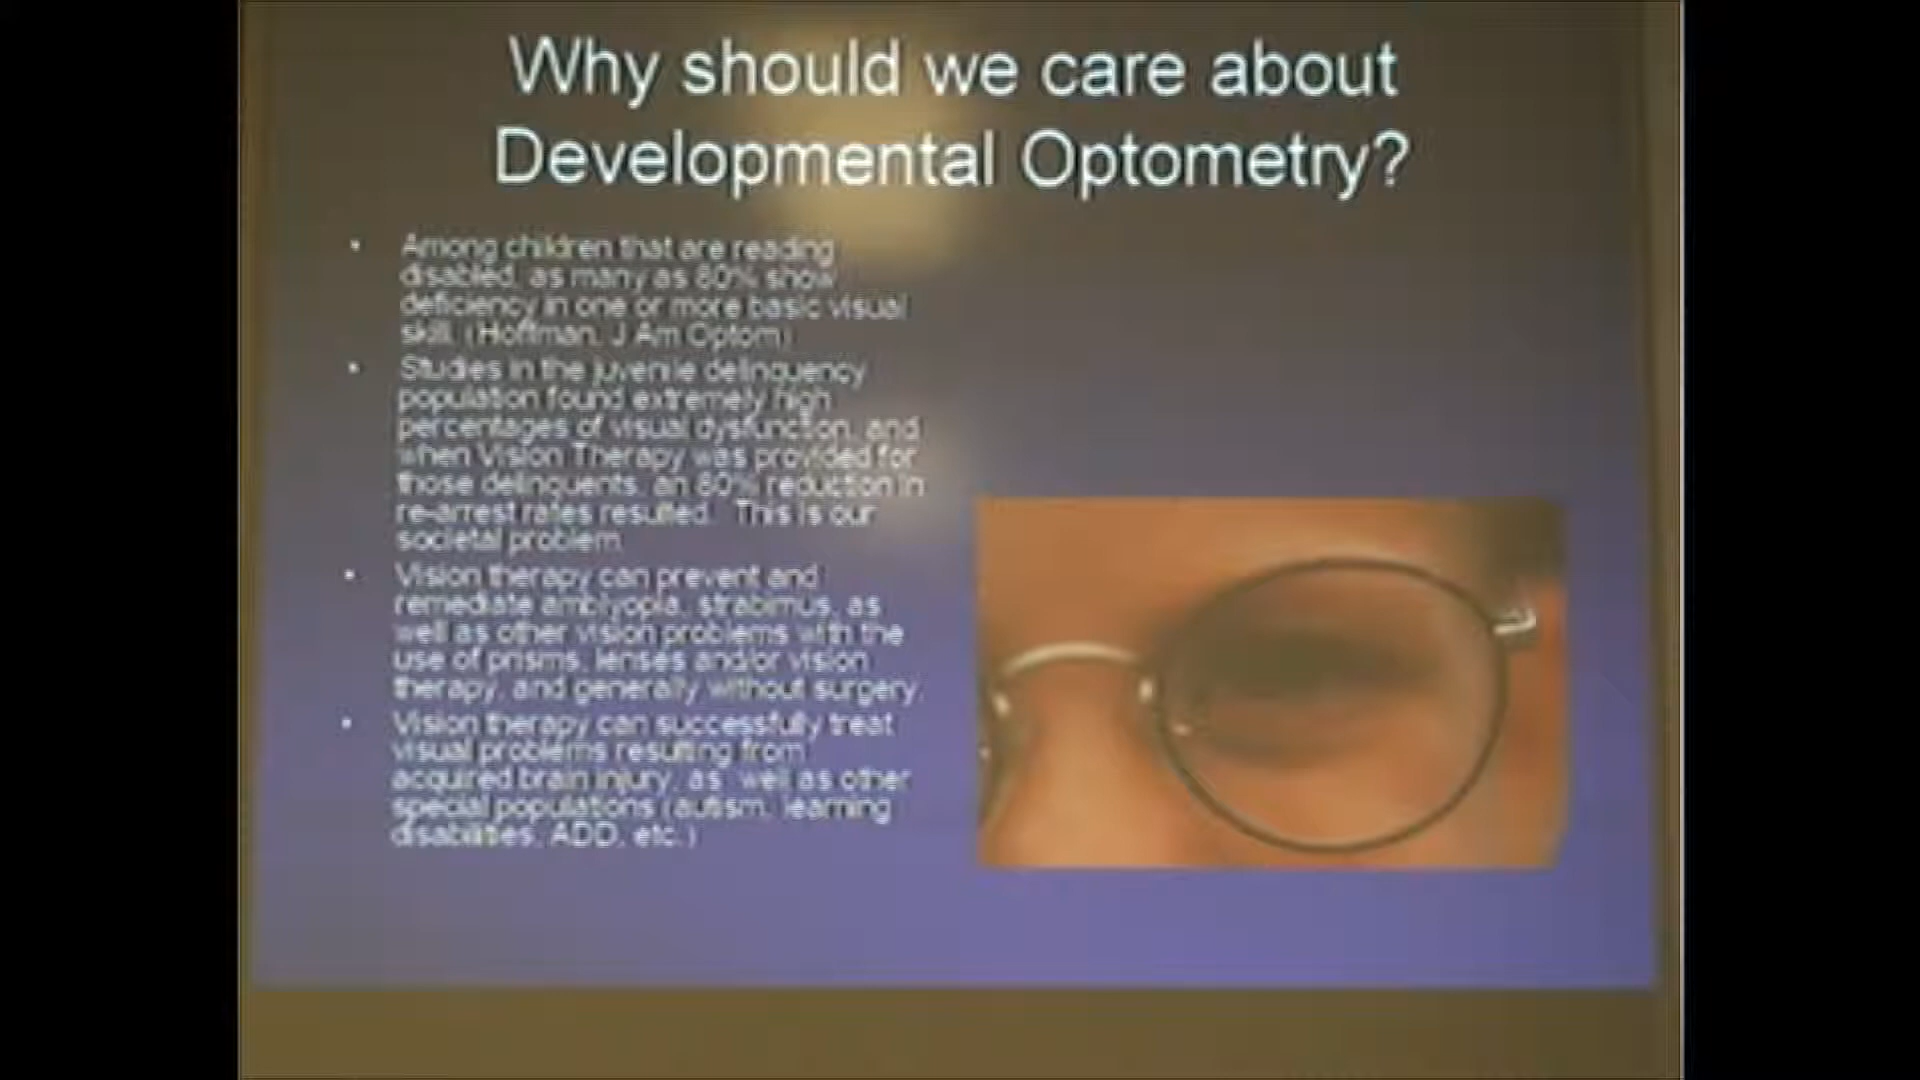 Why should we care about
Developmental Optometry?
• Among children that are reading
disabled, as many as 80% show
deficiency in one or more basic visual
skill. (Hoffman, J Am Optom)
• Studies in the juvenile delinquency
population found extremely high
percentages of visual dysfunction, and
when Vision Therapy was provided for
those delinquents, an 80% reduction in
re-arrest rates resulted. This is our
societal problem.
• Vision therapy can prevent and
remediate amblyopia, strabimus, as
well as other vision problems with the
use of prisms, lenses and/or vision
therapy, and generally without surgery.
• Vision therapy can successfully treat
visual problems resulting from
acquired brain injury, as well as other
special populations (autism, learning
disabilities, ADD, etc.)